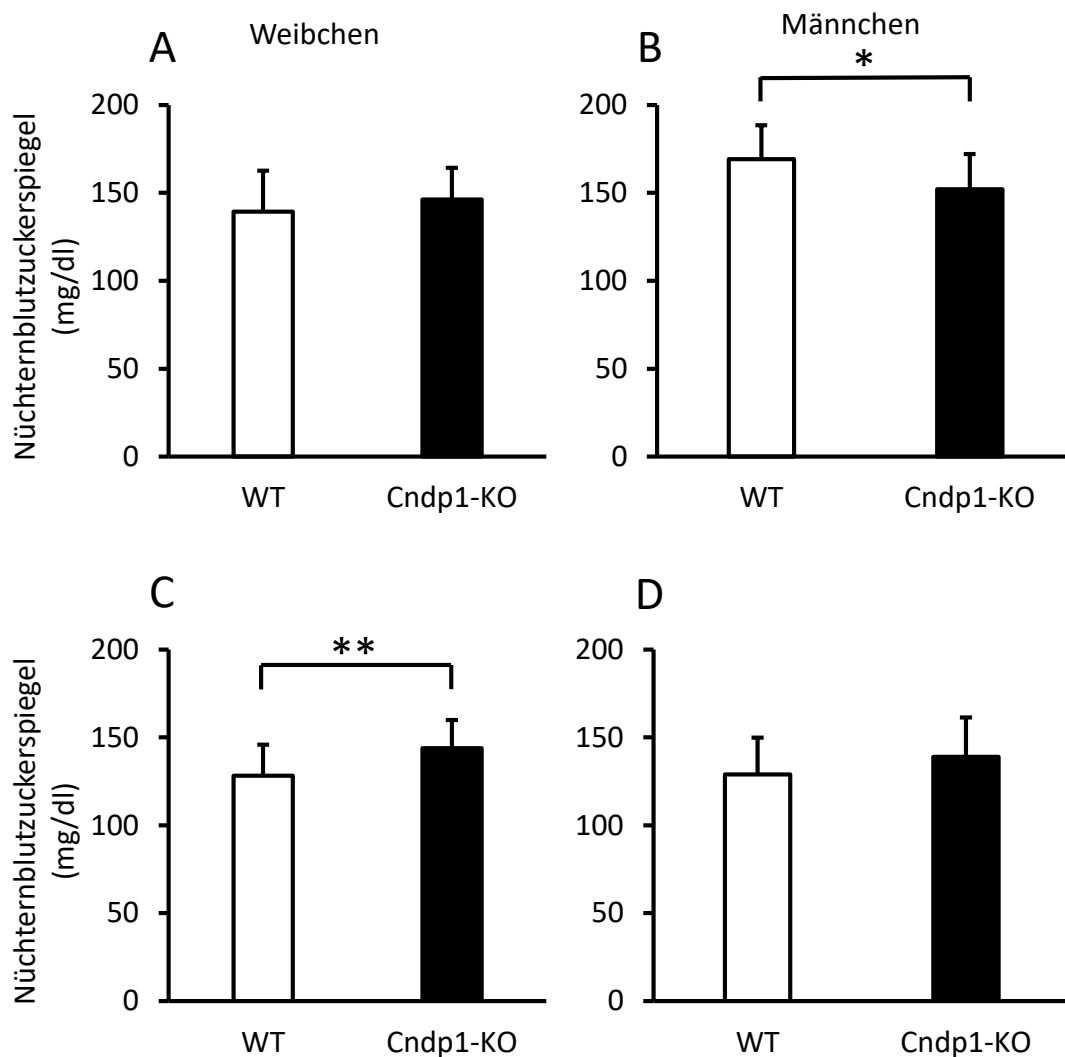 A
Weibchen
B
Männchen
*
Nüchternblutzuckerspiegel
(mg/dl)
200
150
100
50
0
WT
Cndp1-KO
200
150
100
50
0
WT
Cndp1-KO
C
D
**
Nüchternblutzuckerspiegel
(mg/dl)
200
150
100
50
0
WT
Cndp1-KO
200
150
100
50
0
WT
Cndp1-KO